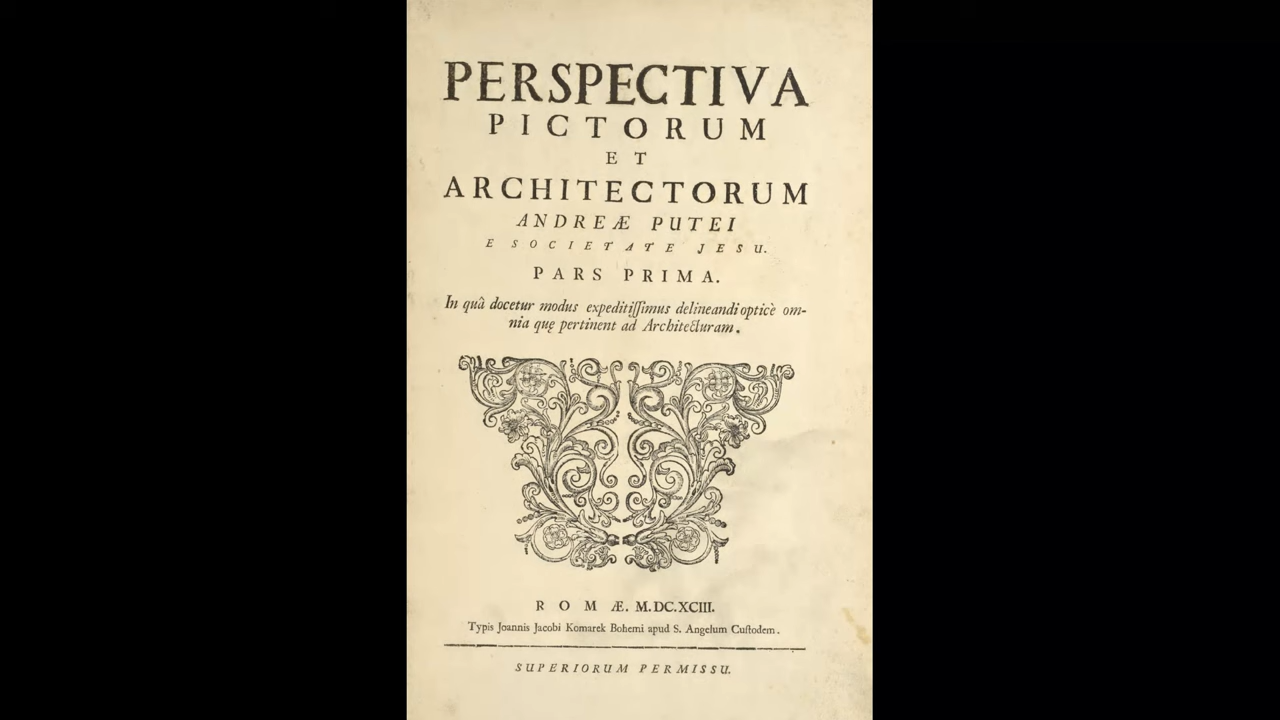 PERSPECTIVA
PICTORUM
ET
ARCHITECTORUM
ANDREÆ PUTEI
E SOCIETATE JESU.
PARS PRIMA.
In quâ docetur modus expeditiſſimus delineandi opticè om-
nia quę pertinent ad Architecturam.
ROMÆ. M.DC.XCIII.
Typis Joannis Jacobi Komarek Bohemi apud S. Angelum Cuſtodem.
SUPERIORUM PERMISSU.